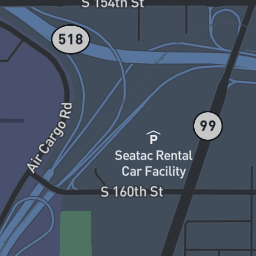 S 154th St
518
Air Cargo Rd
99
P
Seatac Rental
Car Facility
S 160th St